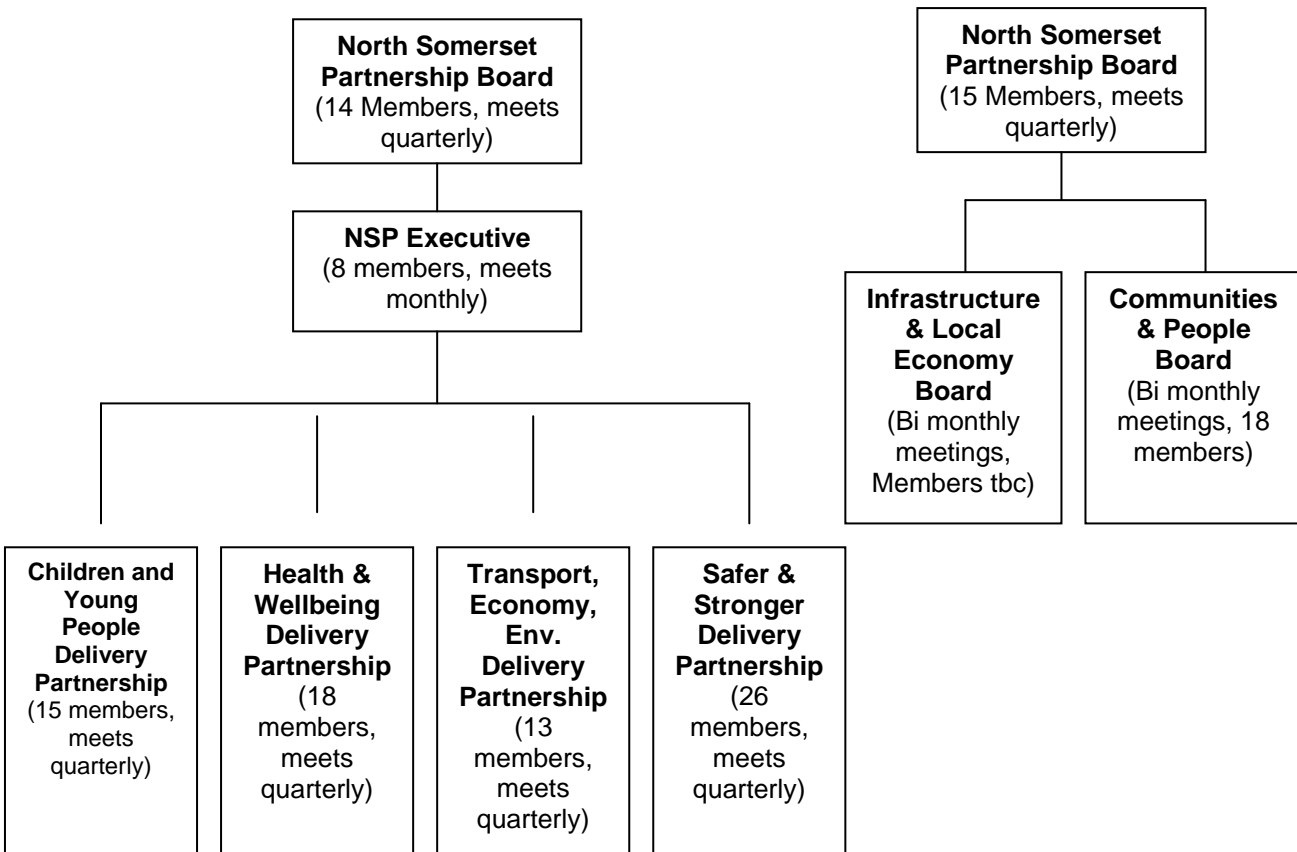 North Somerset
Partnership Board
(14 Members, meets
quarterly)
NSP Executive
(8 members, meets
monthly)
Children and
Young
People
Delivery
Partnership
(15 members,
meets
quarterly)
Health &
Wellbeing
Delivery
Partnership
(18
members,
meets
quarterly)
Transport,
Economy,
Env.
Delivery
Partnership
(13
members,
meets
quarterly)
Safer &
Stronger
Delivery
Partnership
(26
members,
meets
quarterly)
North Somerset
Partnership Board
(15 Members, meets
quarterly)
Infrastructure
& Local
Economy
Board
(Bi monthly
meetings,
Members tbc)
Communities
& People
Board
(Bi monthly
meetings, 18
members)